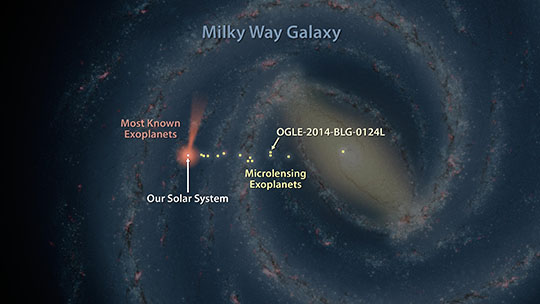 Milky Way Galaxy
Most Known
Exoplanets
OGLE-2014-BLG-0124L
Microlensing
Exoplanets
Our Solar System